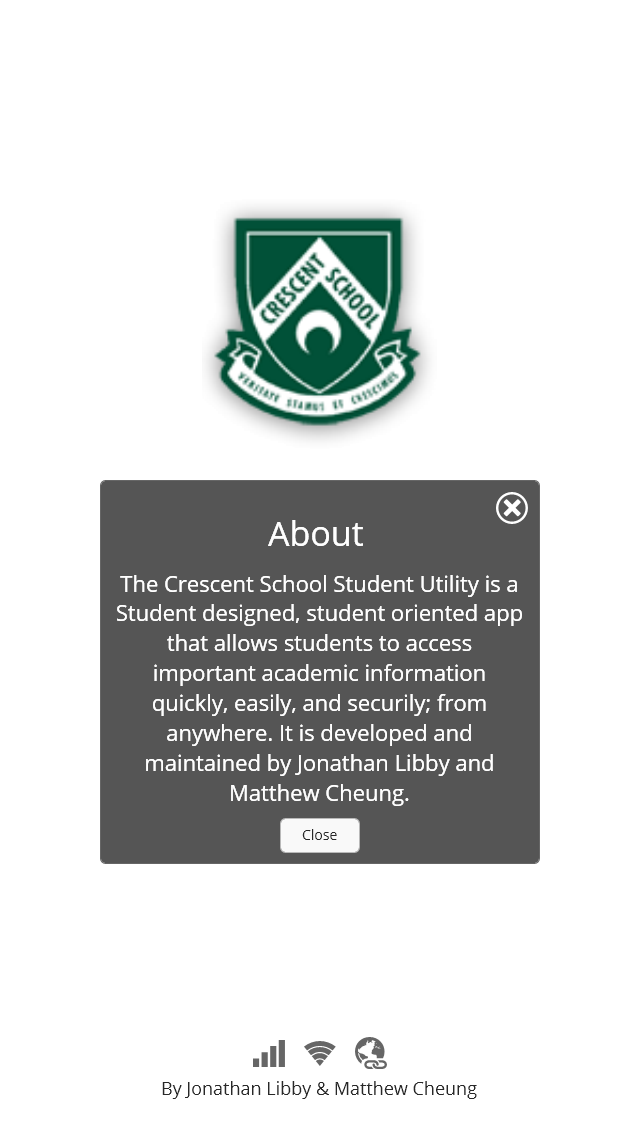 CRESCENT SCHOOL
VERITATE STAMUS ET CRESCIMUS
About
The Crescent School Student Utility is a
Student designed, student oriented app
that allows students to access
important academic information
quickly, easily, and securily; from
anywhere. It is developed and
maintained by Jonathan Libby and
Matthew Cheung.
Close
By Jonathan Libby & Matthew Cheung